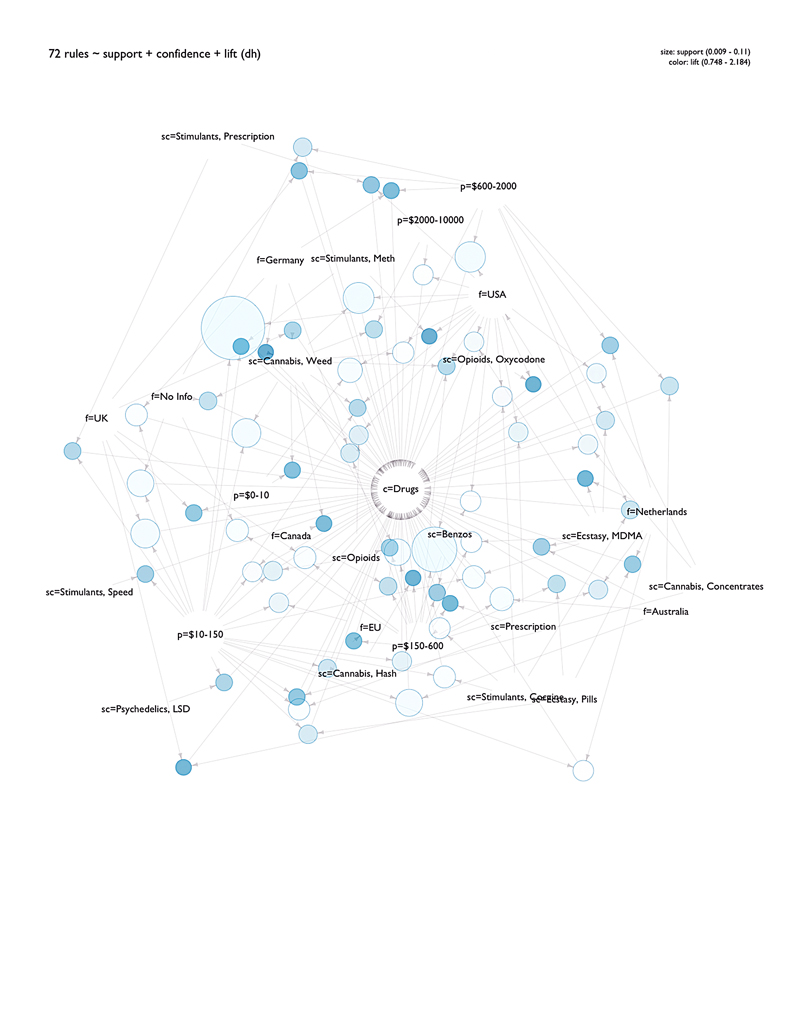 72 rules ~ support + confidence + lift (dh)
size: support (0.009 - 0.11)
color: lift (0.748 - 2.184)
sc=Stimulants, Prescription
p=$600-2000
p=$2000-10000
f=Germany
sc=Stimulants, Meth
f=USA
sc=Cannabis, Weed
sc=Opioids, Oxycodone
f=No Info
f=UK
c=Drugs
p=$0-10
f=Netherlands
f=Canada
sc=Benzos
sc=Ecstasy, MDMA
sc=Opioids
sc=Cannabis, Concentrates
sc=Stimulants, Speed
f=Australia
f=EU
sc=Prescription
p=$10-150
p=$150-600
sc=Cannabis, Hash
sc=Stimulants, Cocaine
sc=Ecstasy, Pills
sc=Psychedelics, LSD